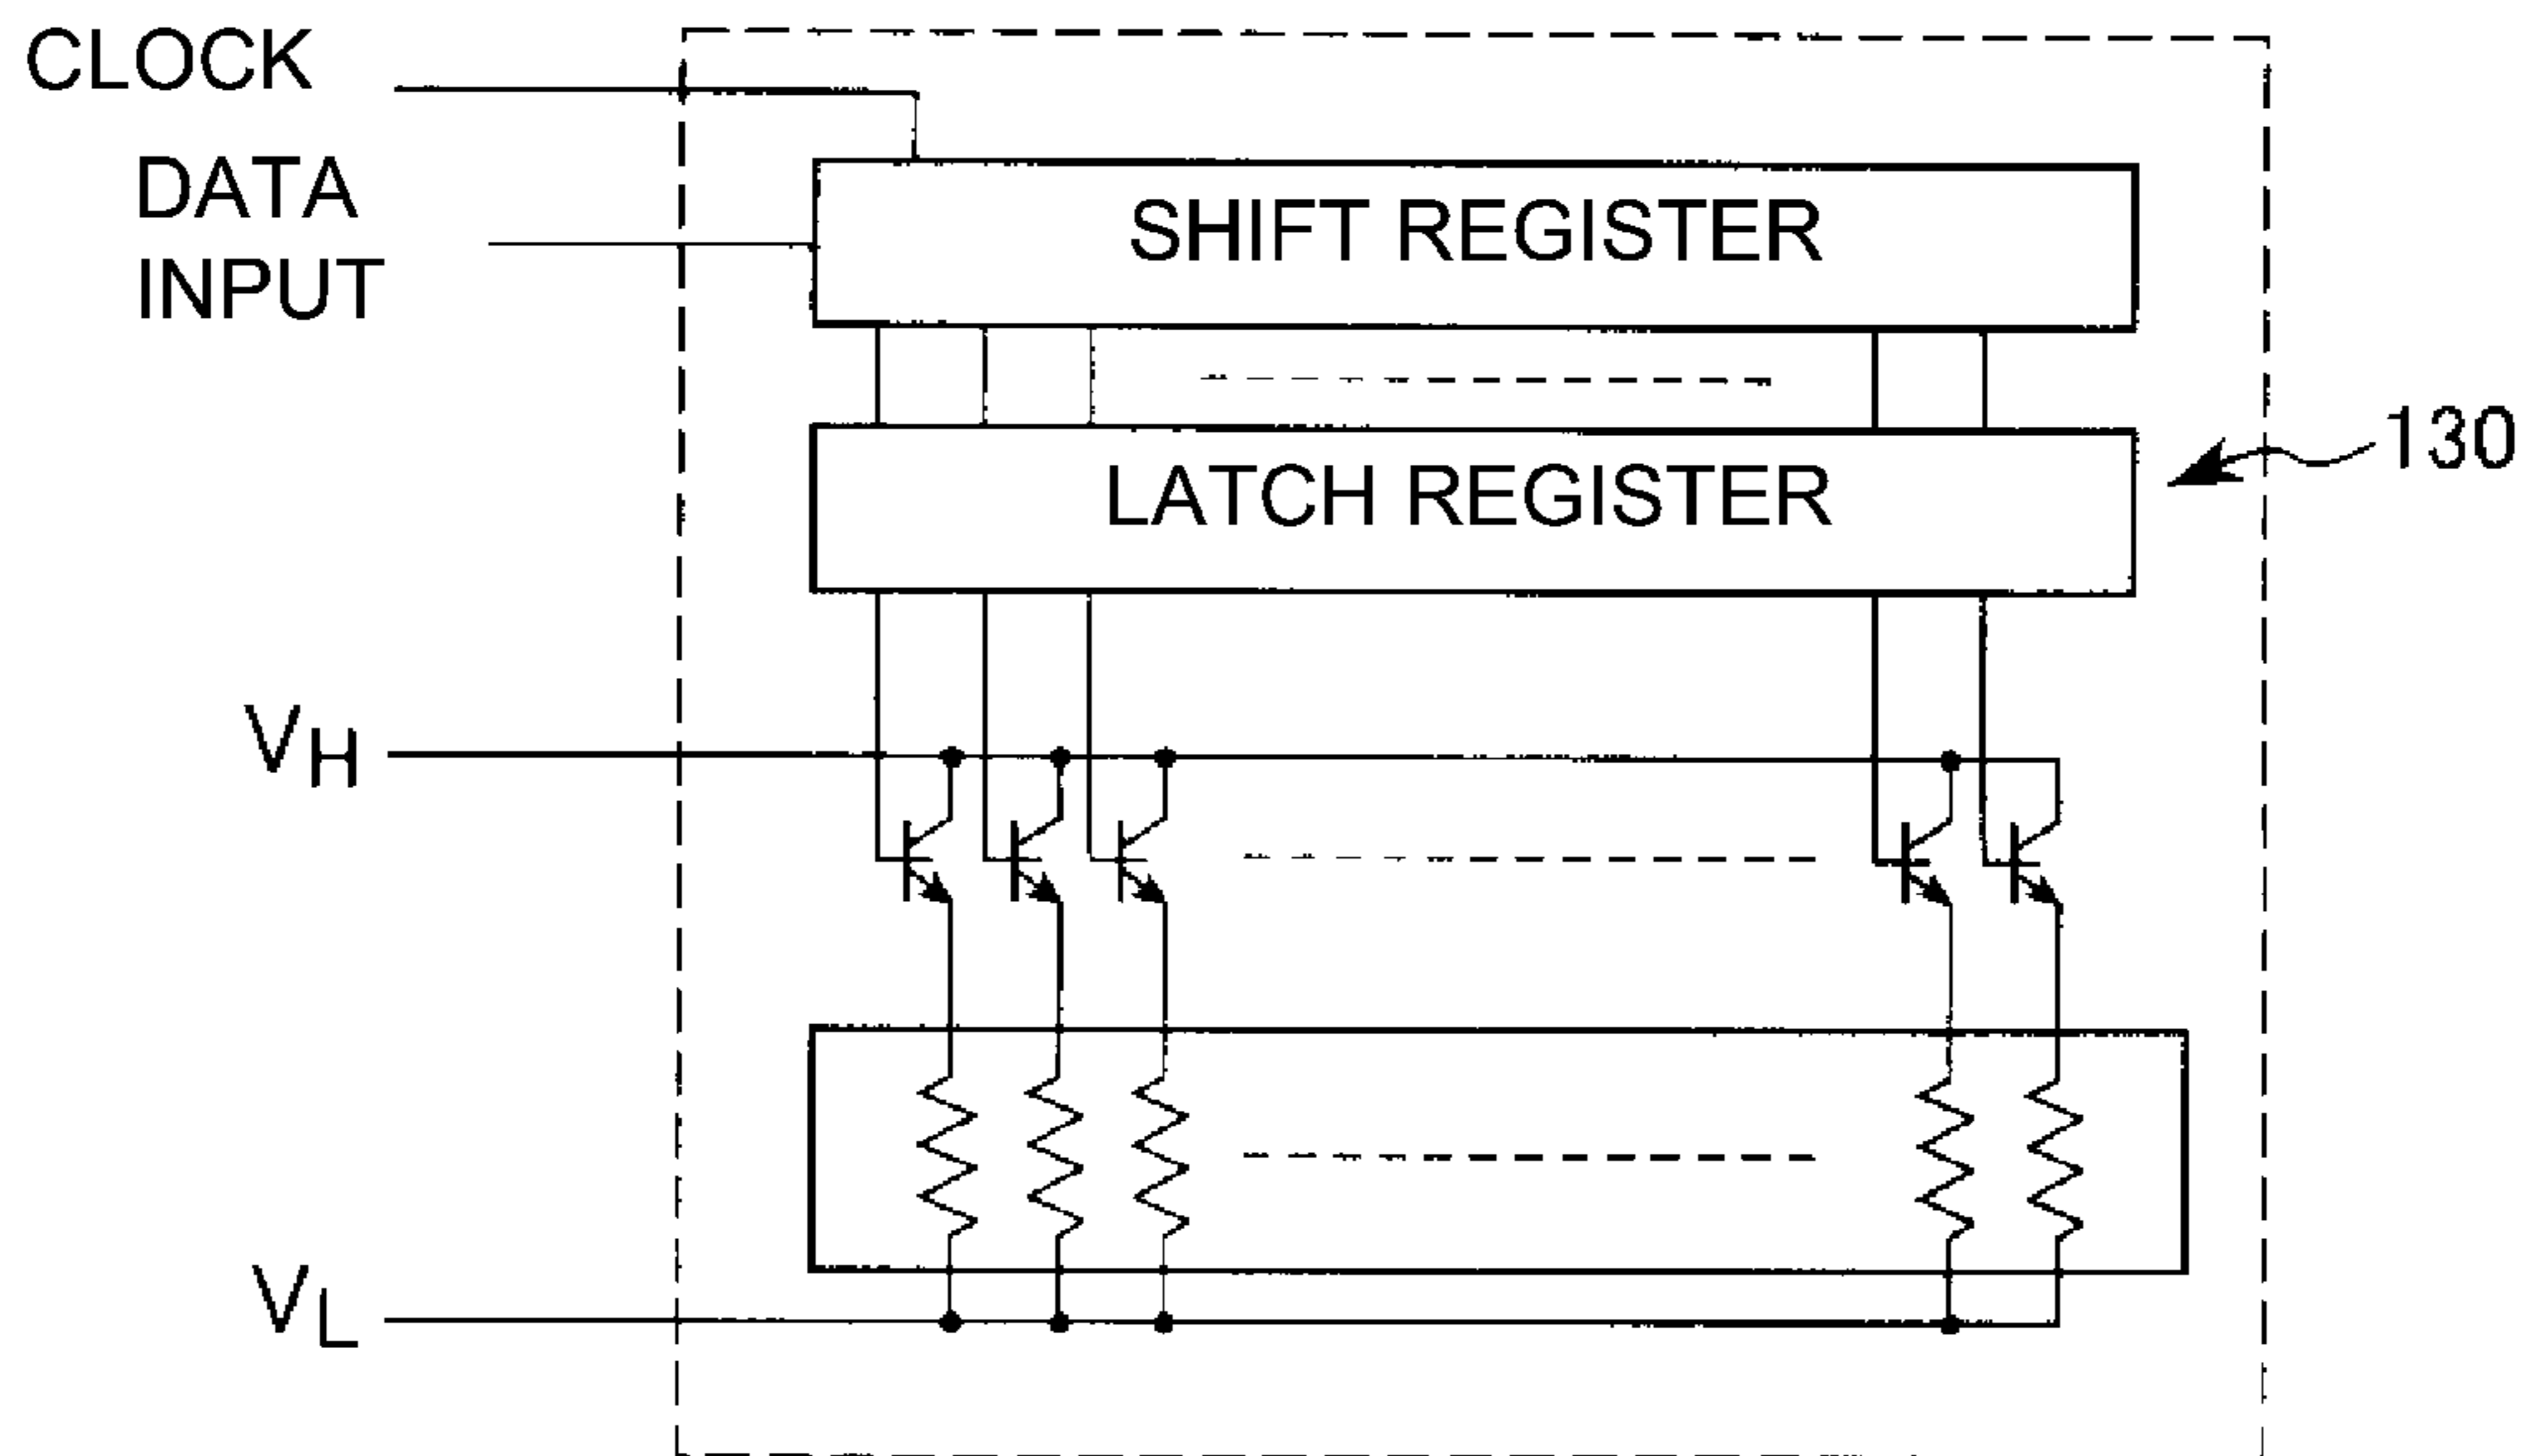 CLOCK
DATA
INPUT
SHIFT REGISTER
LATCH REGISTER
130
VH
VL